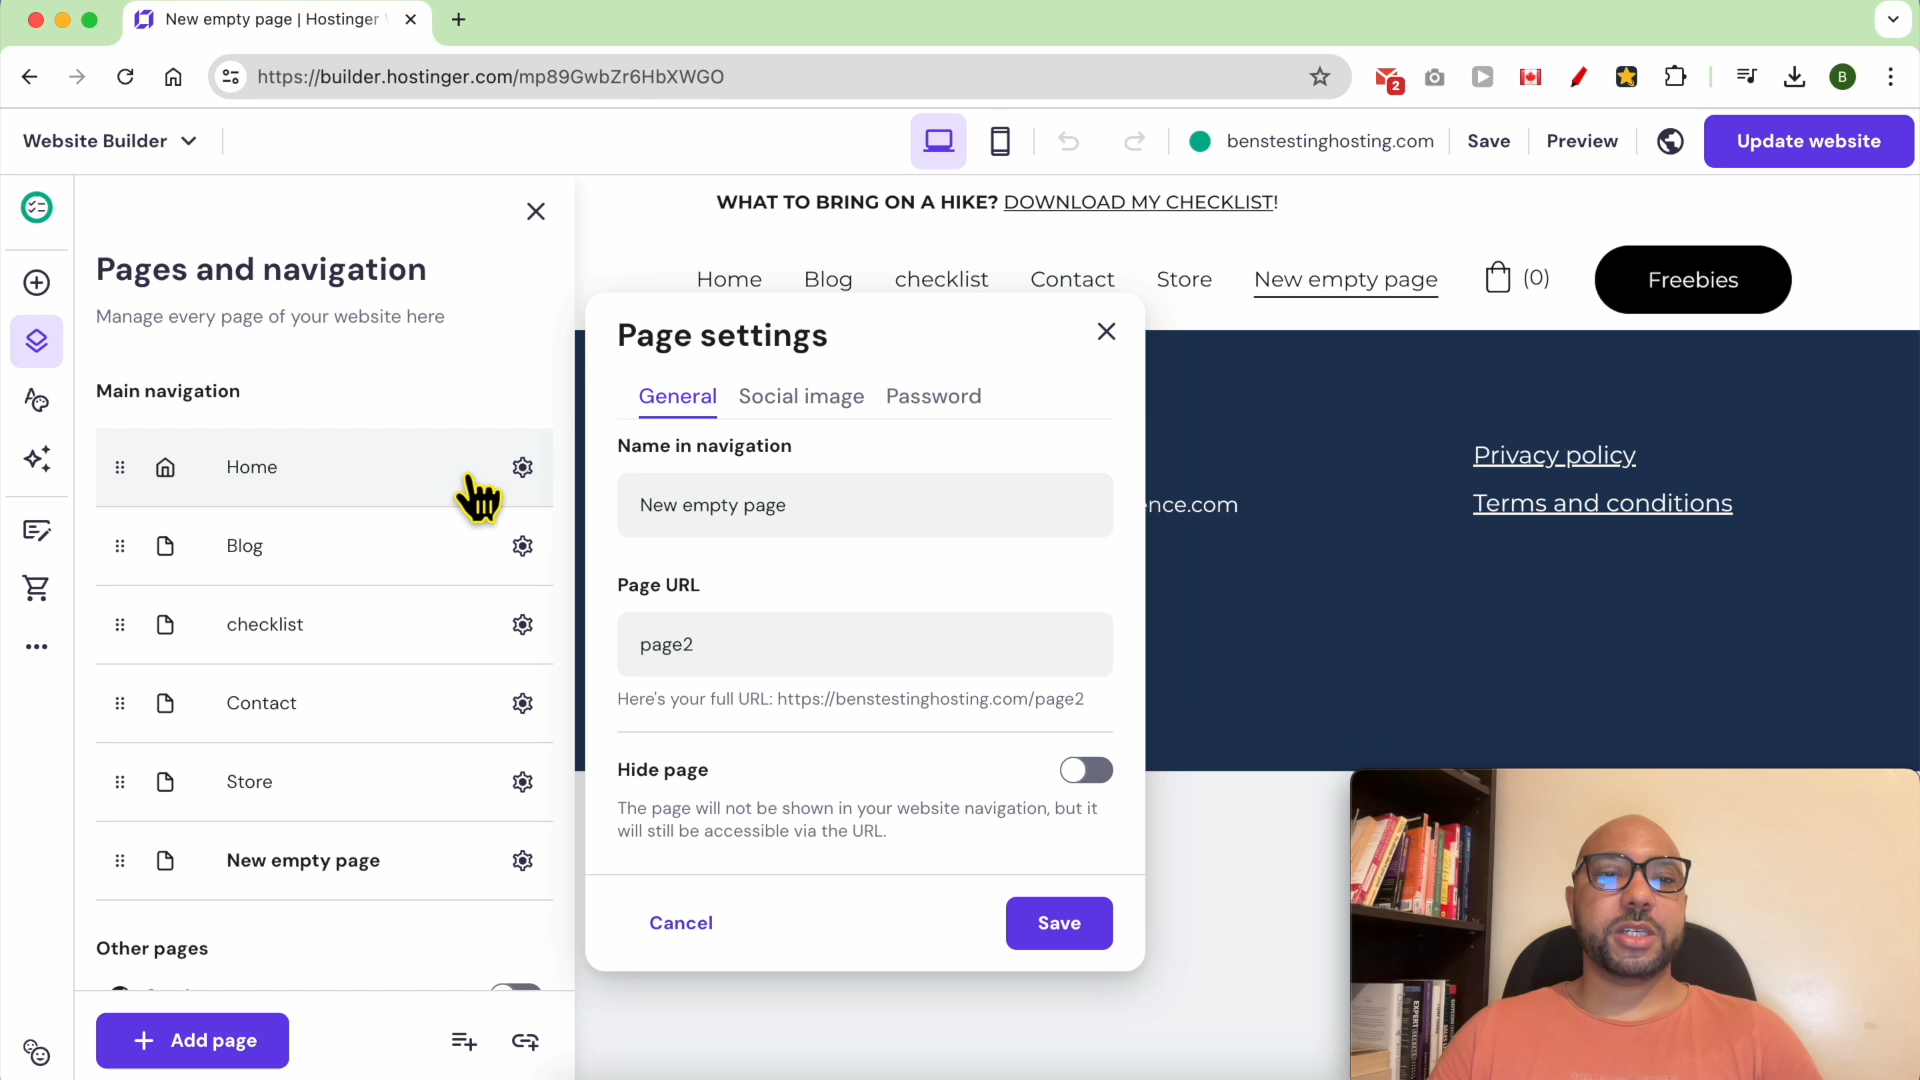 New empty page | Hostinger
https://builder.hostinger.com/mp89GwbZr6HbXWGO
2
B
Website Builder
benstestinghosting.com
Save
Preview
Update website
WHAT TO BRING ON A HIKE? DOWNLOAD MY CHECKLIST!
Home
Blog
checklist
Contact
Store
New empty page
(0)
Freebies
Pages and navigation
Manage every page of your website here
Main navigation
Home
Blog
checklist
Contact
Store
New empty page
Other pages
Add page
Page settings
General
Social image
Password
Name in navigation
New empty page
Page URL
page2
Here's your full URL: https://benstestinghosting.com/page2
Hide page
The page will not be shown in your website navigation, but it
will still be accessible via the URL.
Cancel
Save
nce.com
Privacy policy
Terms and conditions
EXPERT